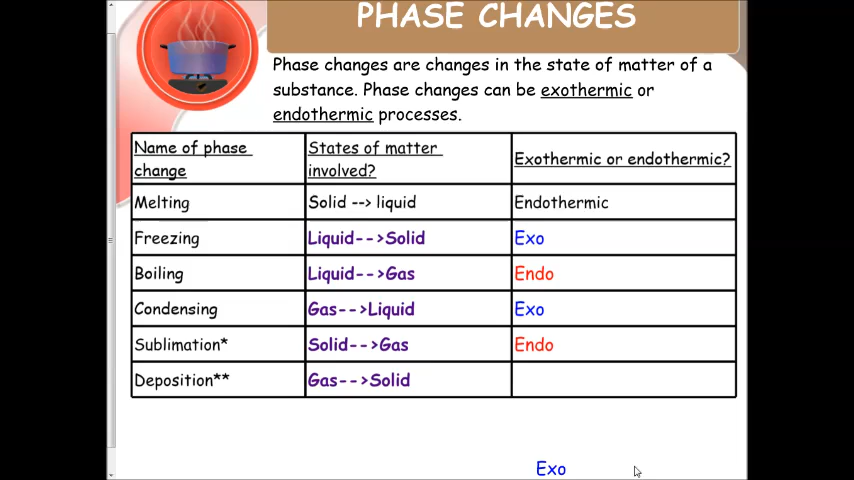 PHASE CHANGES
Phase changes are changes in the state of matter of a
substance. Phase changes can be exothermic or
endothermic processes.
Name of phase change
States of matter involved?
Exothermic or endothermic?
Melting
Solid --> liquid
Endothermic
Freezing
Liquid-->Solid
Exo
Boiling
Liquid-->Gas
Endo
Condensing
Gas-->Liquid
Exo
Sublimation*
Solid-->Gas
Endo
Deposition**
Gas-->Solid
Exo